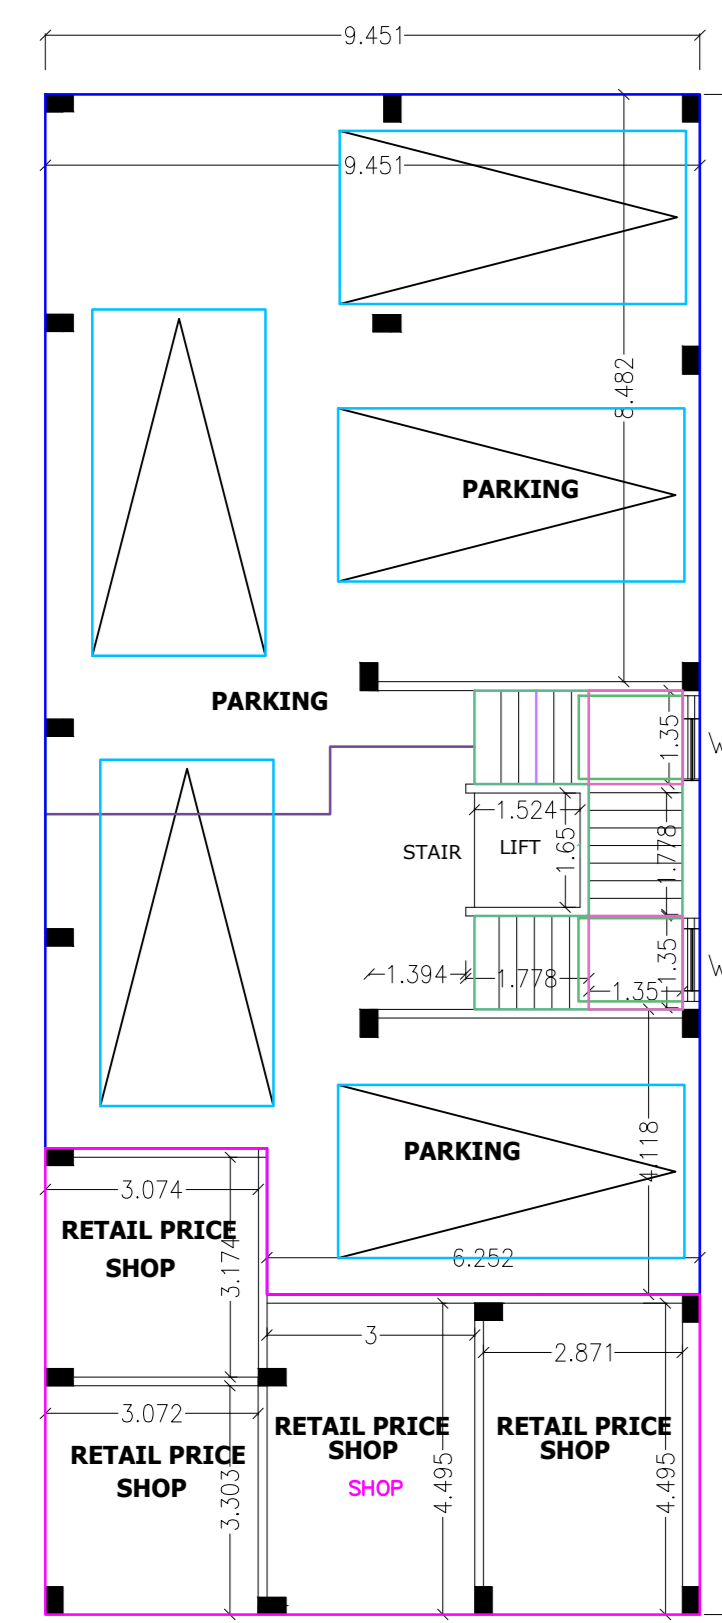 9.451
9.451
8.482
PARKING
PARKING
1.35
1.524
LIFT
STAIR
1.65
1.778
1.35
1.394
1.778
1.35
4.118
PARKING
3.074
RETAIL PRICE
SHOP
3.174
6.252
3
2.871
3.072
RETAIL PRICE
SHOP
3.303
RETAIL PRICE
SHOP
SHOP
4.495
RETAIL PRICE
SHOP
4.495